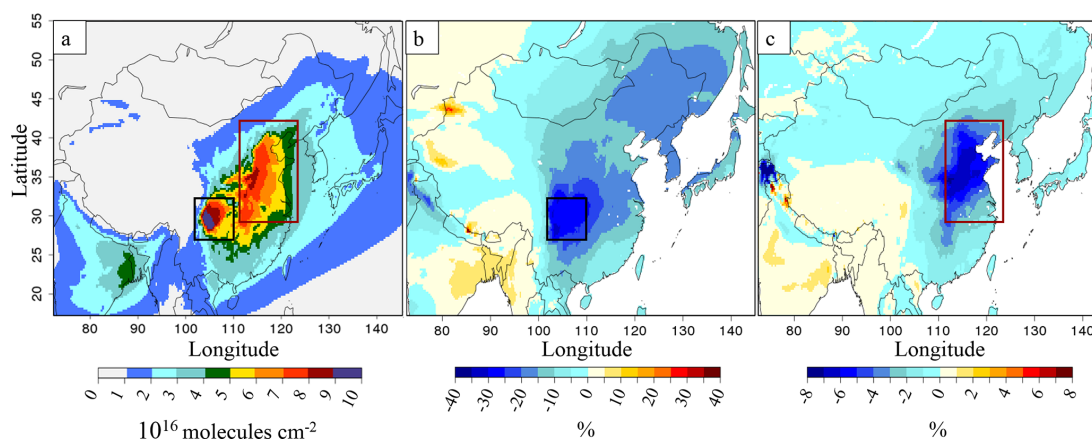 a
b
c
Latitude
55
50
45
40
35
30
25
20
80 90 100 110 120 130 140
80 90 100 110 120 130 140
80 90 100 110 120 130 140
Longitude
Longitude
Longitude
0 1 2 3 4 5 6 7 8 9 10
-40 -30 -20 -10 0 10 20 30 40
-8 -6 -4 -2 0 2 4 6 8
10¹⁶ molecules cm⁻²
%
%